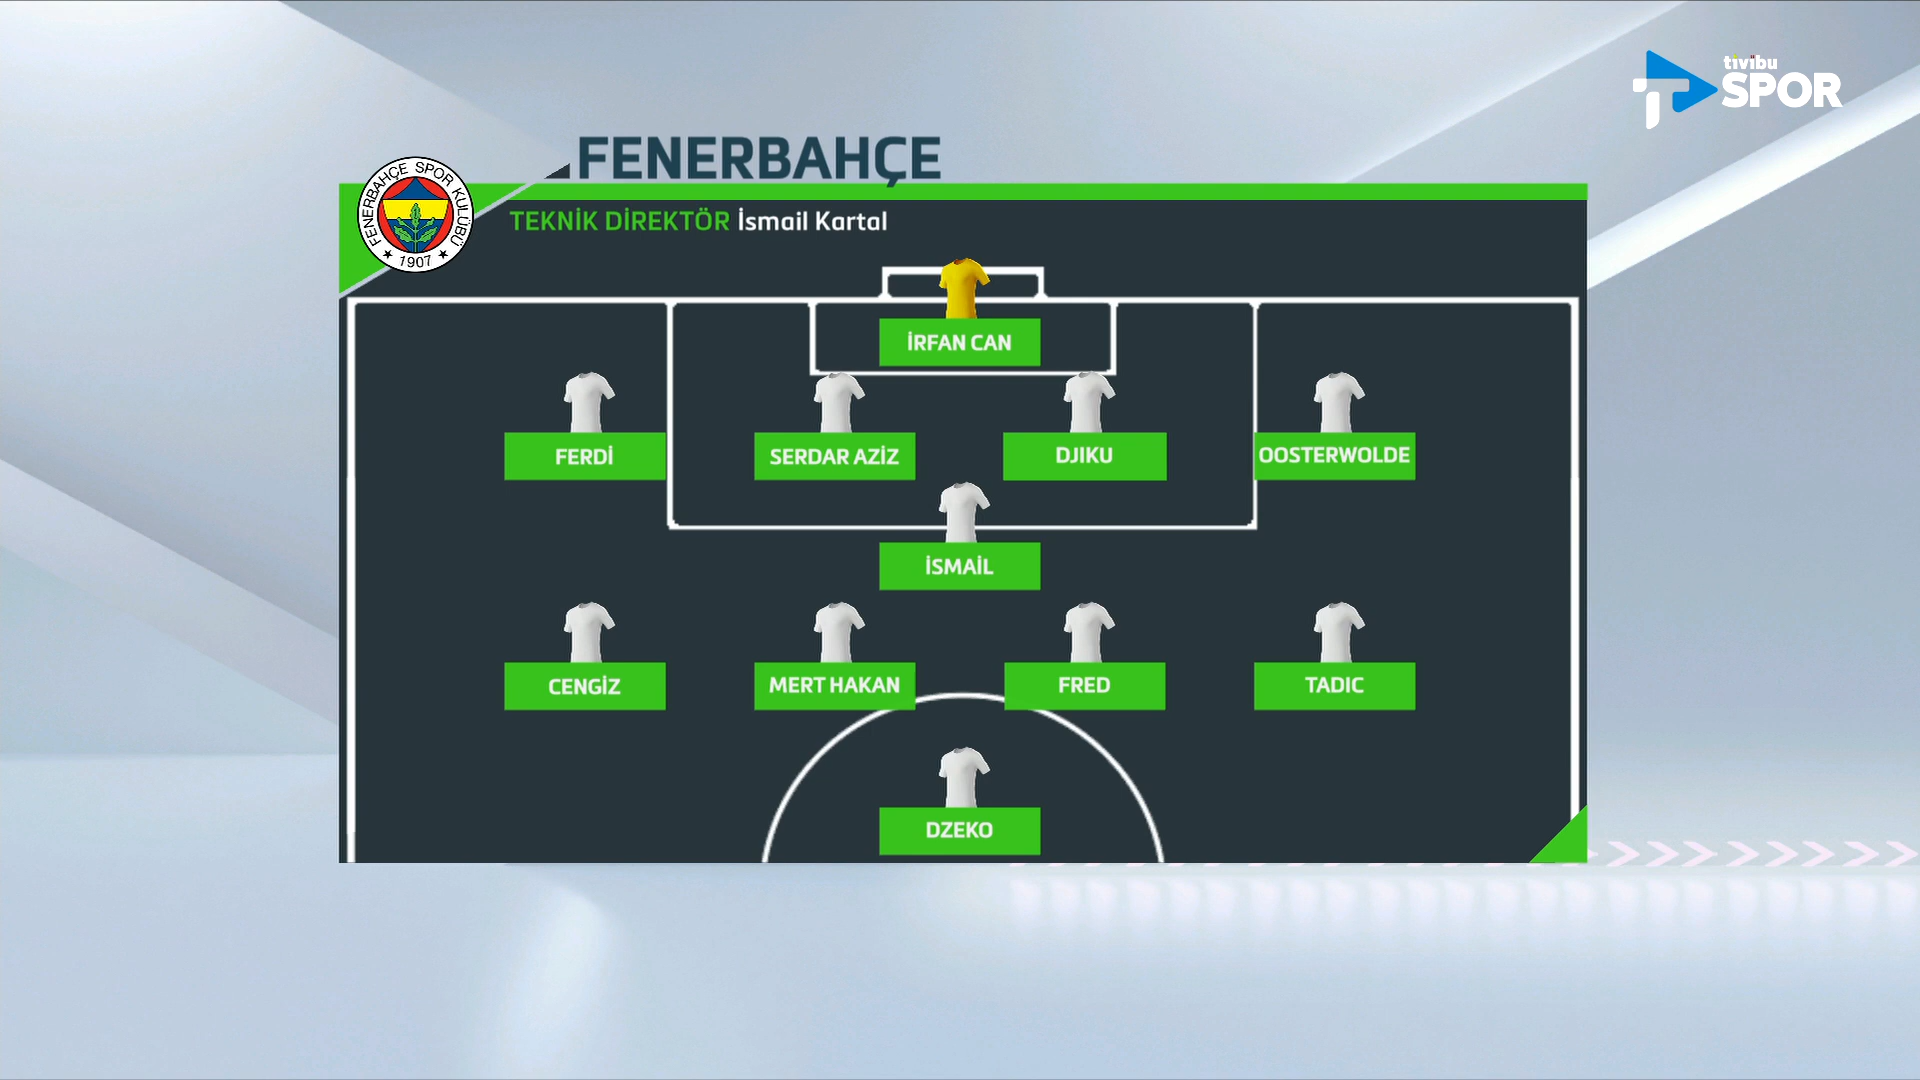 tivibu
SPOR
FENERBAHÇE
FENERBAHÇE SPOR KULÜBÜ
★ 1907 ★
TEKNİK DİREKTÖR İsmail Kartal
İRFAN CAN
FERDİ
SERDAR AZİZ
DJIKU
OOSTERWOLDE
İSMAİL
CENGİZ
MERT HAKAN
FRED
TADIC
DZEKO